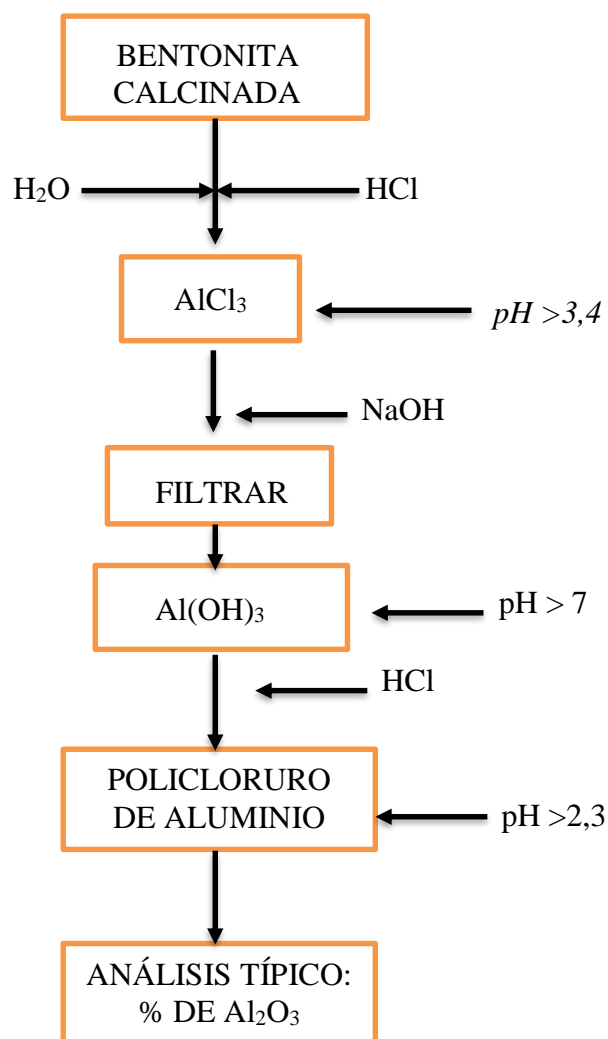 BENTONITA
CALCINADA
H₂O
HCl
AlCl₃
pH >3,4
NaOH
FILTRAR
Al(OH)₃
pH > 7
HCl
POLICLORURO
DE ALUMINIO
pH >2,3
ANÁLISIS TÍPICO:
% DE Al₂O₃